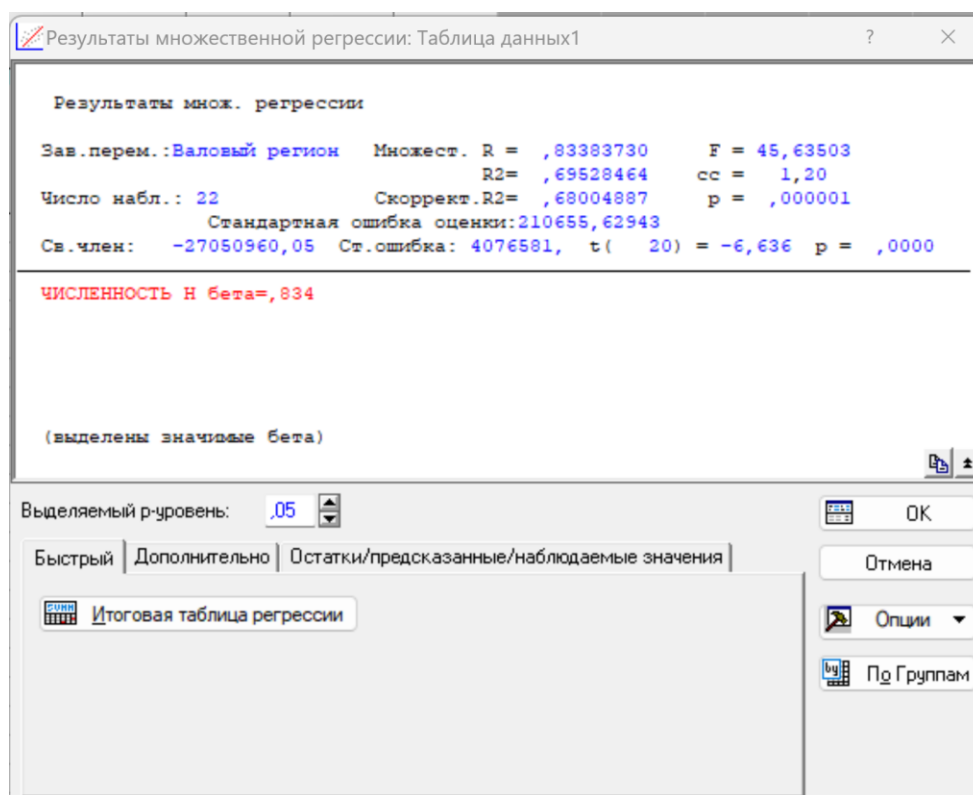 Результаты множественной регрессии: Таблица данных1 ? ×
Результаты множ. регрессии
Зав.перем.:Валовый регион Множест. R = ,83383730 F = 45,63503
R2= ,69528464 сс = 1,20
Число набл.: 22 Скоррект.R2= ,68004887 p = ,000001
Стандартная ошибка оценки:210655,62943
Св.член: -27050960,05 Ст.ошибка: 4076581, t( 20) = -6,636 p = ,0000
ЧИСЛЕННОСТЬ Н бета=,834
(выделены значимые бета)
Выделяемый р-уровень: ,05
OK
Быстрый Дополнительно Остатки/предсказанные/наблюдаемые значения
Отмена
SUMM Итоговая таблица регрессии
Опции
by По Группам